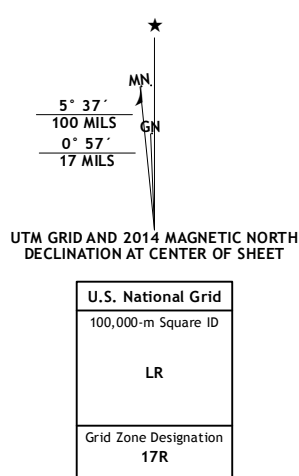 ★
MN.
5° 37´
100 MILS
GN
0° 57´
17 MILS
UTM GRID AND 2014 MAGNETIC NORTH
DECLINATION AT CENTER OF SHEET
U.S. National Grid
100,000-m Square ID
LR
Grid Zone Designation
17R